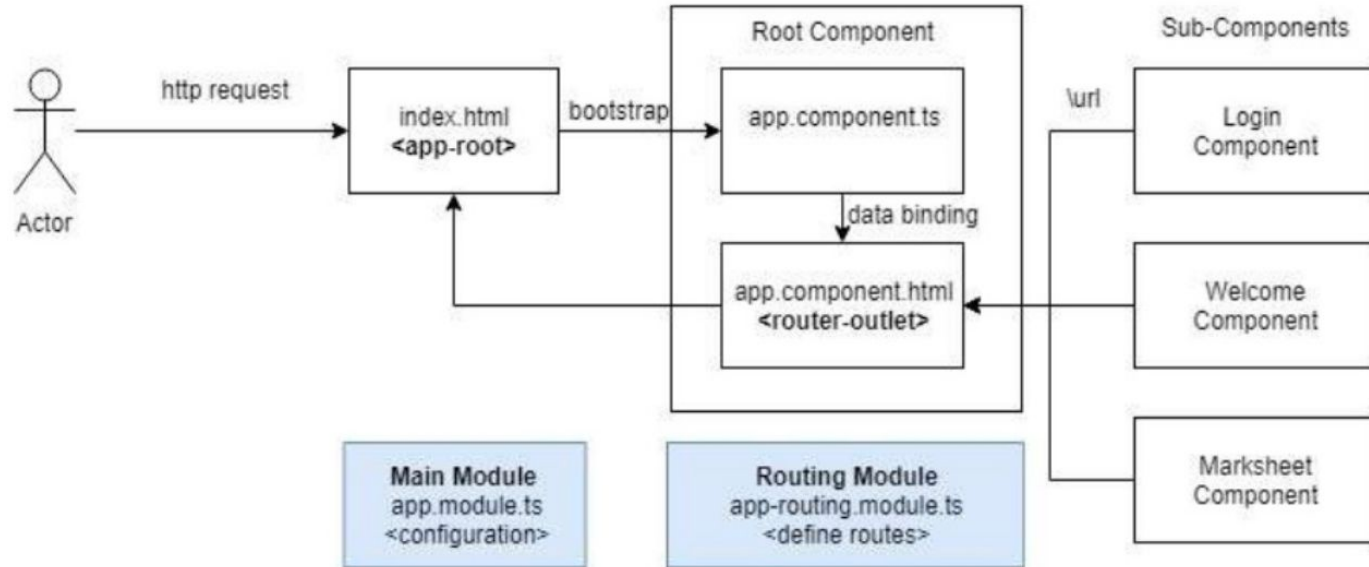 Root Component
Sub-Components
http request
index.html
<app-root>
bootstrap
app.component.ts
\url
Login
Component
Actor
data binding
app.component.html
<router-outlet>
Welcome
Component
Main Module
app.module.ts
<configuration>
Routing Module
app-routing.module.ts
<define routes>
Marksheet
Component